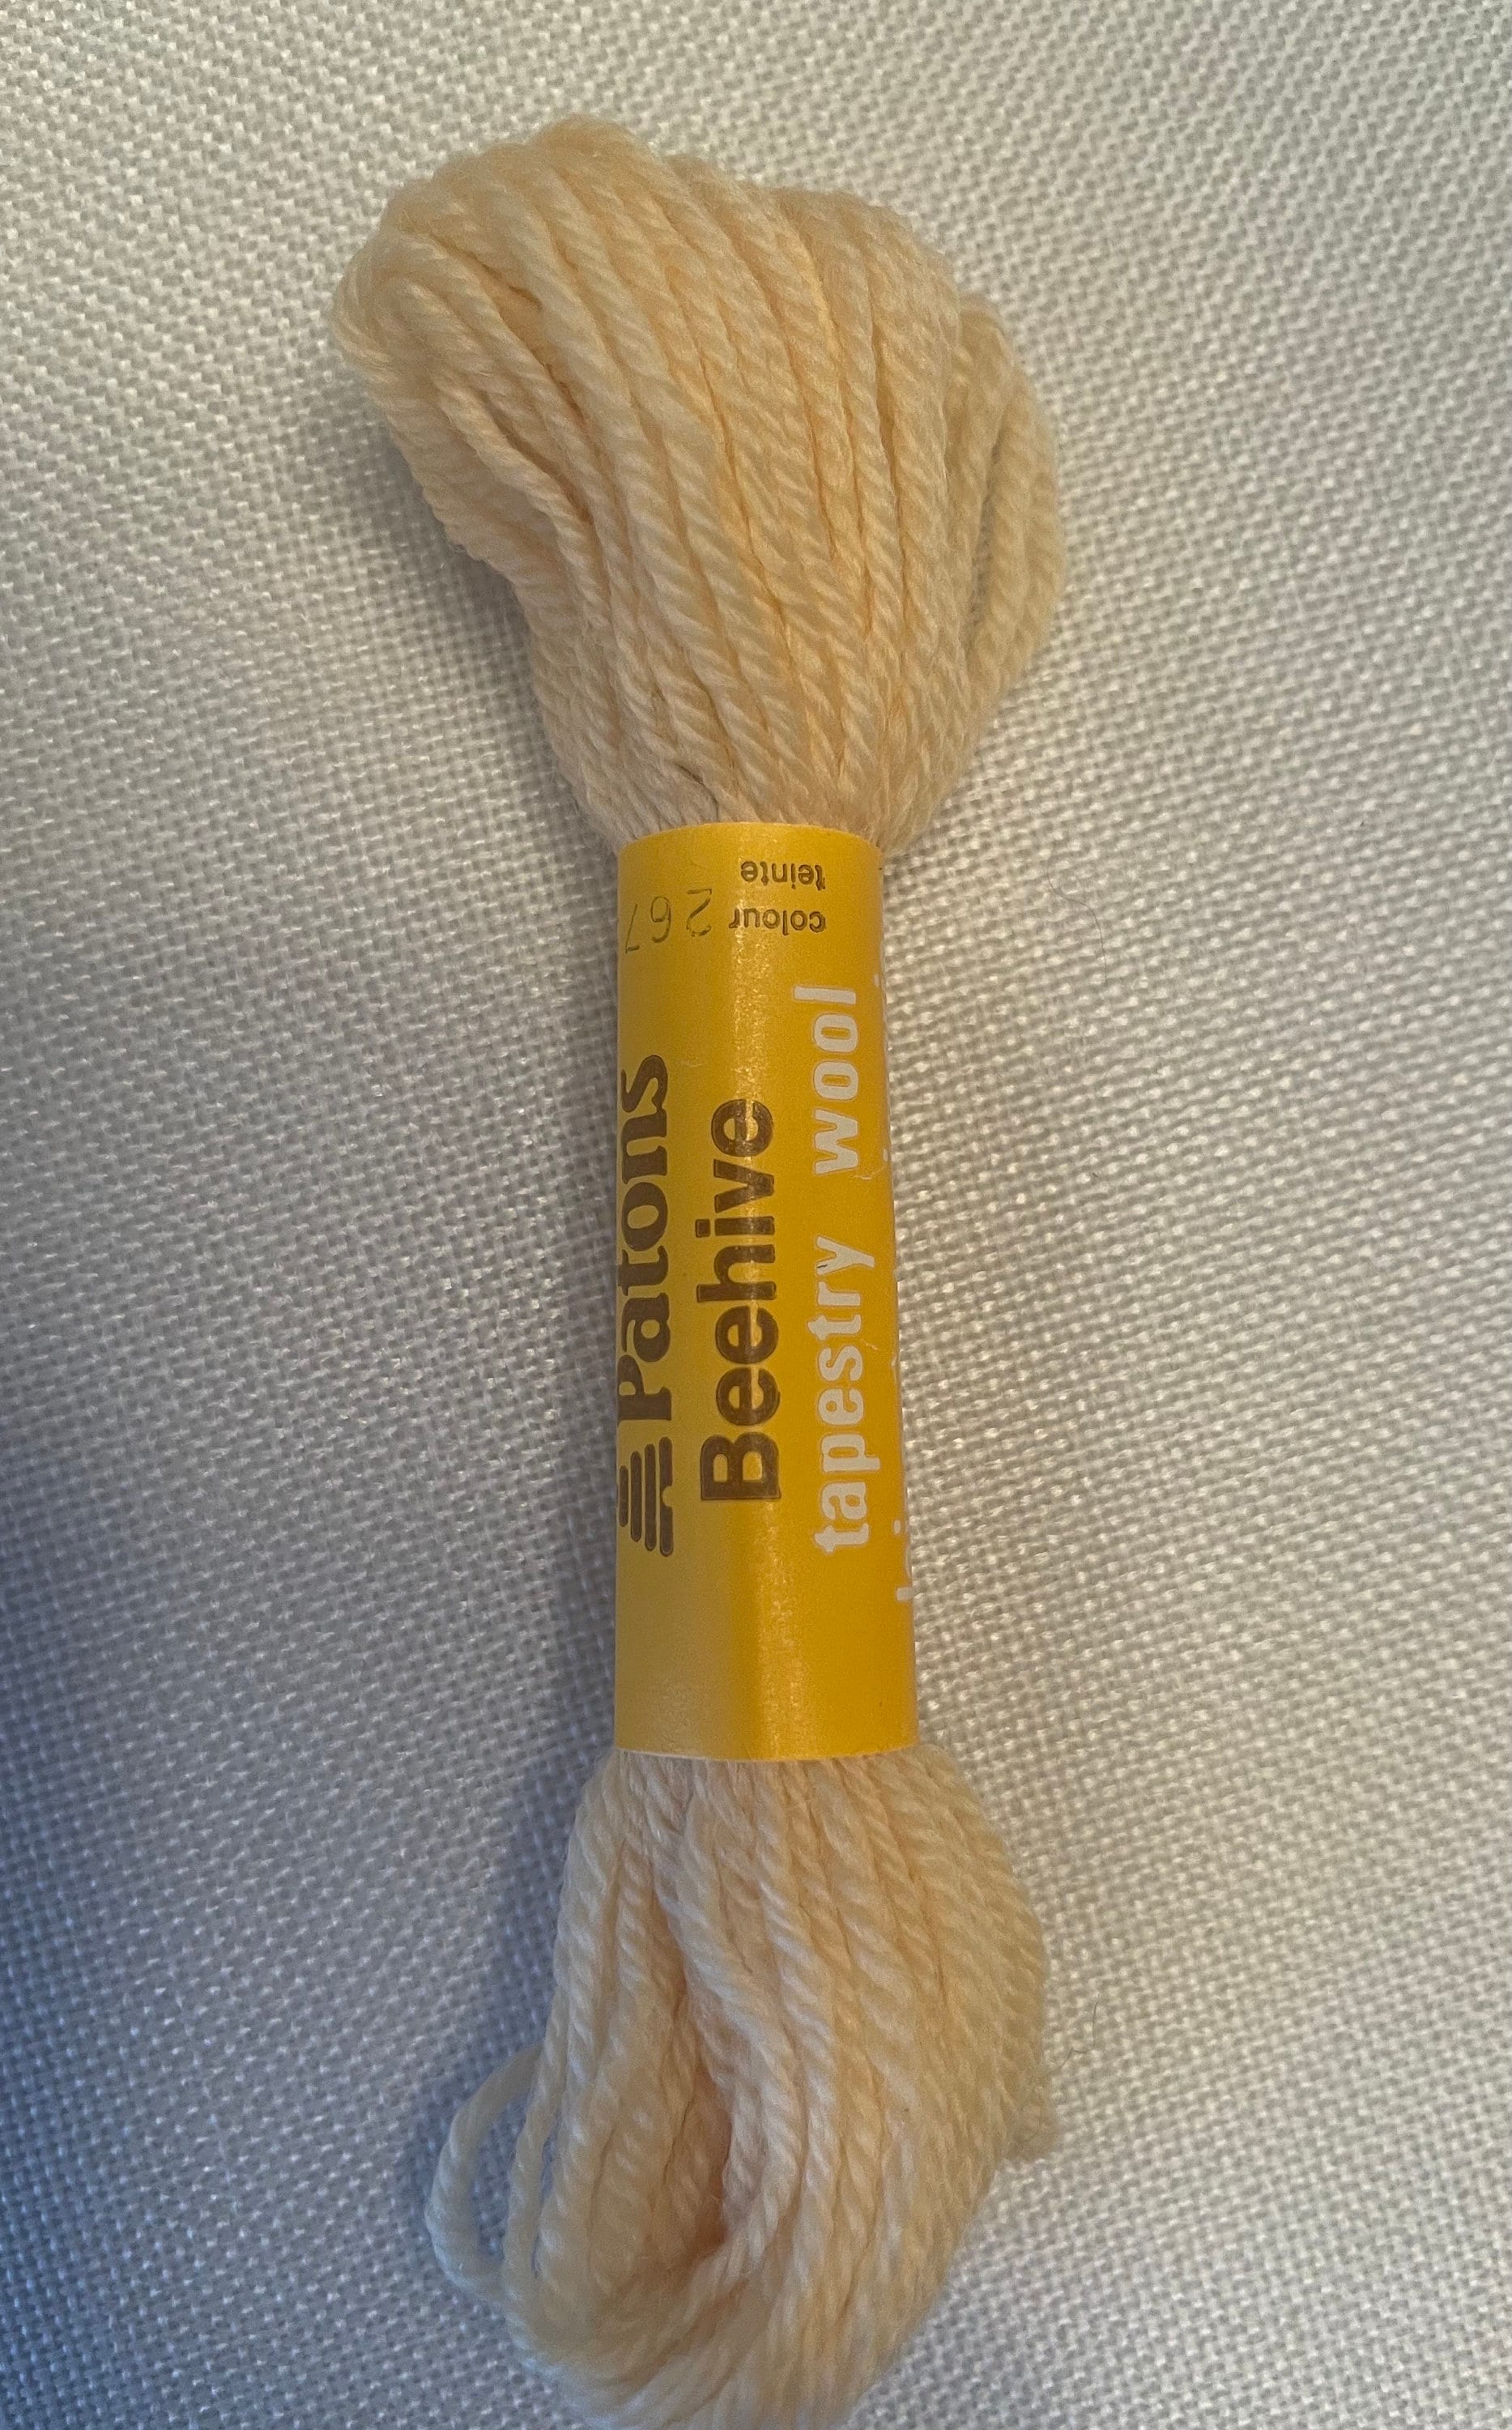 Patons
Beehive
tapestry wool
colour 267
teinte